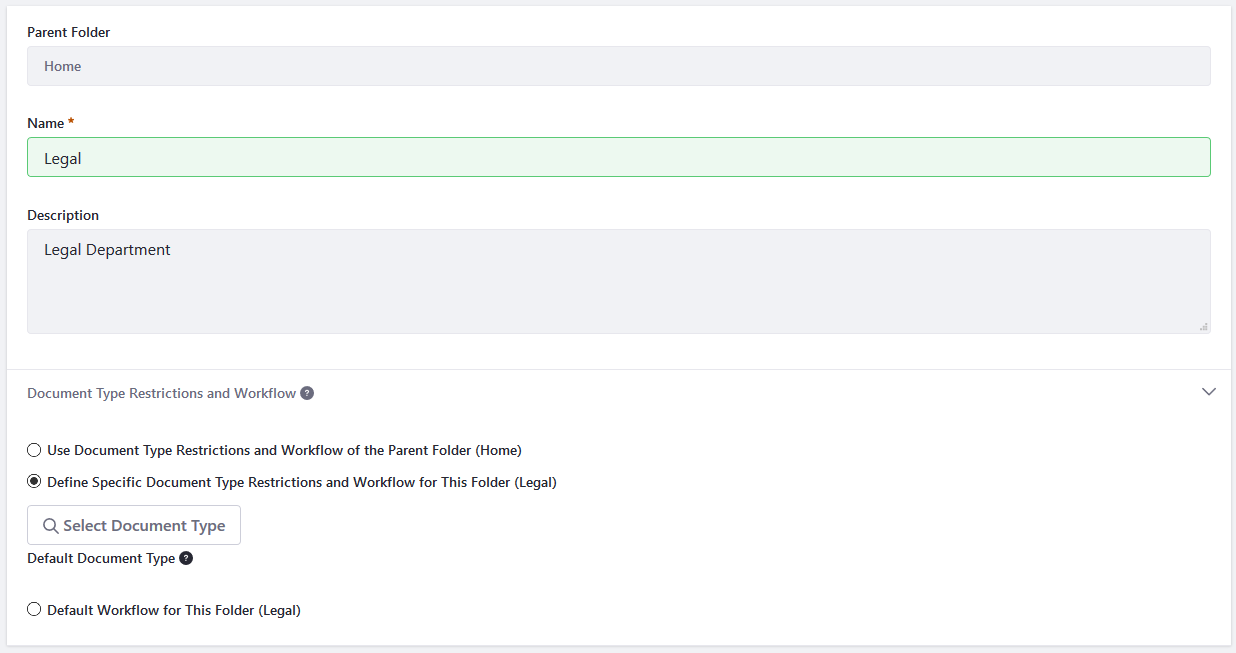 Parent Folder
Home
Name *
Legal
Description
Legal Department
Document Type Restrictions and Workflow ?
Use Document Type Restrictions and Workflow of the Parent Folder (Home)
Define Specific Document Type Restrictions and Workflow for This Folder (Legal)
Select Document Type
Default Document Type ?
Default Workflow for This Folder (Legal)